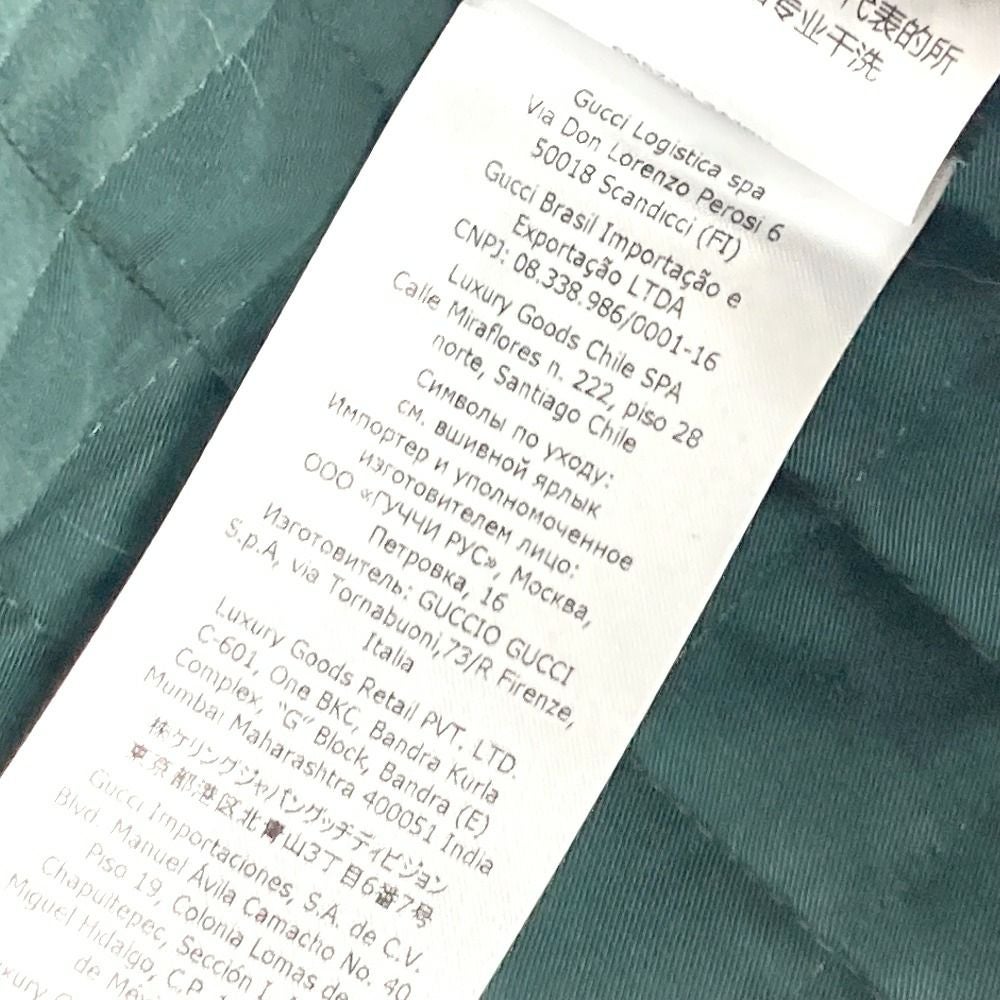 代表的所
专业干洗
Gucci Logistica spa
Via Don Lorenzo Perosi 6
50018 Scandicci (FI)
Gucci Brasil Importação e
Exportação LTDA
CNPJ: 08.338.986/0001-16
Luxury Goods Chile SPA
Calle Miraflores n. 222, piso 28
norte, Santiago Chile
Символы по уходу:
см. вшивной ярлык
Импортер и уполномоченное
изготовителем лицо:
ООО «ГУЧЧИ РУС», Москва,
Петровка, 16
Изготовитель: GUCCIO GUCCI
S.p.A, via Tornabuoni,73/R Firenze,
Italia
Luxury Goods Retail PVT. LTD.
C-601, One BKC, Bandra Kurla
Complex, "G" Block, Bandra (E)
Mumbai Maharashtra 400051 India
㈱ケリングジャパングッチディビジョン
東京都港区北青山3丁目6番7号
Gucci Importaciones, S.A. de C.V.
Blvd. Manuel Ávila Camacho No. 40
Piso 19, Colonia Lomas de
Chapultepec, Sección I,
Miguel Hidalgo, C.P.
de